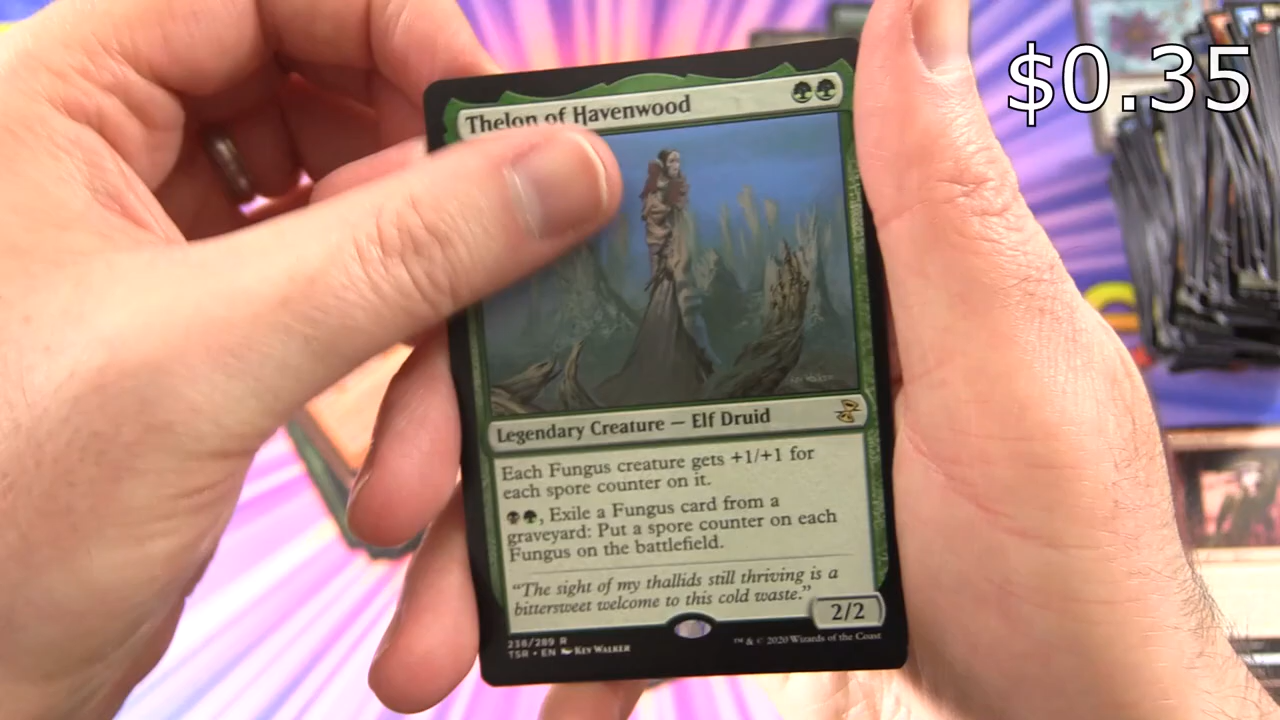 $0.35
Thelon of Havenwood
Legendary Creature — Elf Druid
Each Fungus creature gets +1/+1 for
each spore counter on it.
, Exile a Fungus card from a
graveyard: Put a spore counter on each
Fungus on the battlefield.
"The sight of my thallids still thriving is a
bittersweet welcome to this cold waste."
2/2
236/289 R
TSR • EN KEV WALKER
™ & © 2020 Wizards of the Coast